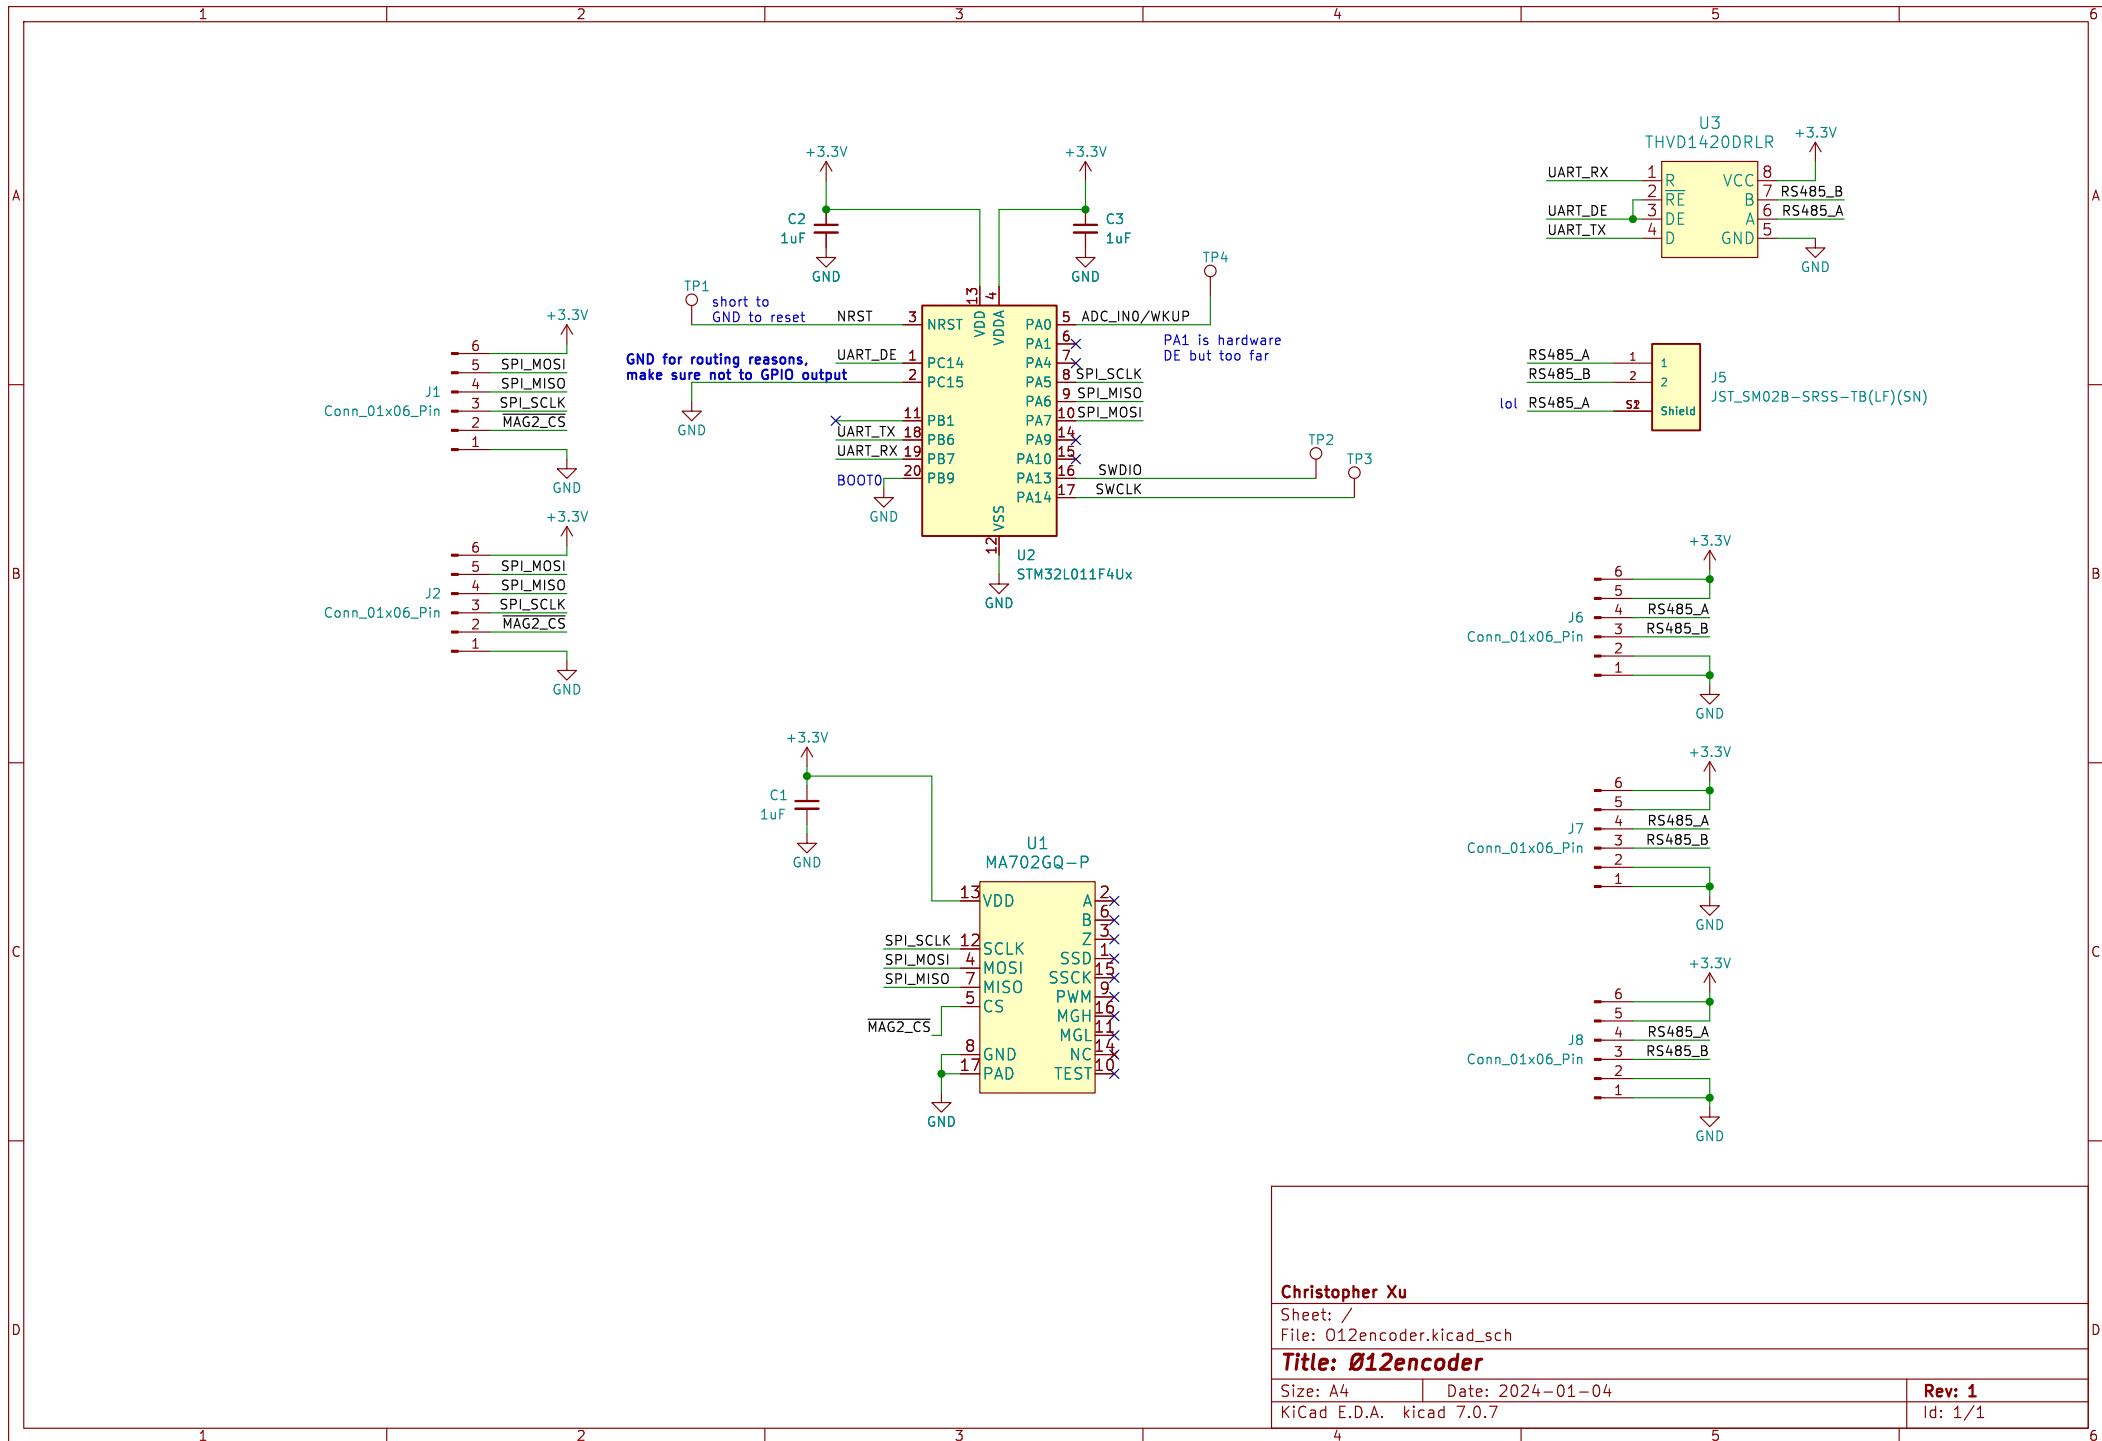 1 2 3 4 5 6
A
B
C
D
A
B
C
D
1 2 3 4 5 6
+3.3V
C2
1uF
GND
+3.3V
C3
1uF
GND
TP1
short to
GND to reset
NRST
GND for routing reasons,
make sure not to GPIO output
GND
UART_DE
UART_TX
UART_RX
BOOT0
GND
3 NRST
1 PC14
2 PC15
11 PB1
18 PB6
19 PB7
20 PB9
13 VDD
4 VDDA
PA0 5 ADC_IN0/WKUP
PA1 6
PA4 7
PA5 8 SPI_SCLK
PA6 9 SPI_MISO
PA7 10 SPI_MOSI
PA9 14
PA10 15
PA13 16 SWDIO
PA14 17 SWCLK
VSS 12
GND
U2
STM32L011F4Ux
TP4
PA1 is hardware
DE but too far
TP2
TP3
+3.3V
6
5 SPI_MOSI
4 SPI_MISO
3 SPI_SCLK
2 MAG2_CS
1
J1
Conn_01x06_Pin
GND
+3.3V
6
5 SPI_MOSI
4 SPI_MISO
3 SPI_SCLK
2 MAG2_CS
1
J2
Conn_01x06_Pin
GND
+3.3V
C1
1uF
GND
U1
MA702GQ-P
13 VDD
SPI_SCLK 12 SCLK
SPI_MOSI 4 MOSI
SPI_MISO 7 MISO
5 CS
MAG2_CS
8 GND
17 PAD
GND
A 2
B 6
Z 3
SSD 1
SSCK 15
PWM 9
MGH 16
MGL 11
NC 14
TEST 10
U3
THVD1420DRLR
+3.3V
UART_RX 1 R
2 RE
UART_DE 3 DE
UART_TX 4 D
VCC 8
B 7 RS485_B
A 6 RS485_A
GND 5
GND
RS485_A 1 1
RS485_B 2 2
lol RS485_A Shield
J5
JST_SM02B-SRSS-TB(LF)(SN)
+3.3V
6
5
4 RS485_A
3 RS485_B
2
1
J6
Conn_01x06_Pin
GND
+3.3V
6
5
4 RS485_A
3 RS485_B
2
1
J7
Conn_01x06_Pin
GND
+3.3V
6
5
4 RS485_A
3 RS485_B
2
1
J8
Conn_01x06_Pin
GND
Christopher Xu
Sheet: /
File: O12encoder.kicad_sch
Title: Ø12encoder
Size: A4 Date: 2024-01-04 Rev: 1
KiCad E.D.A. kicad 7.0.7 Id: 1/1